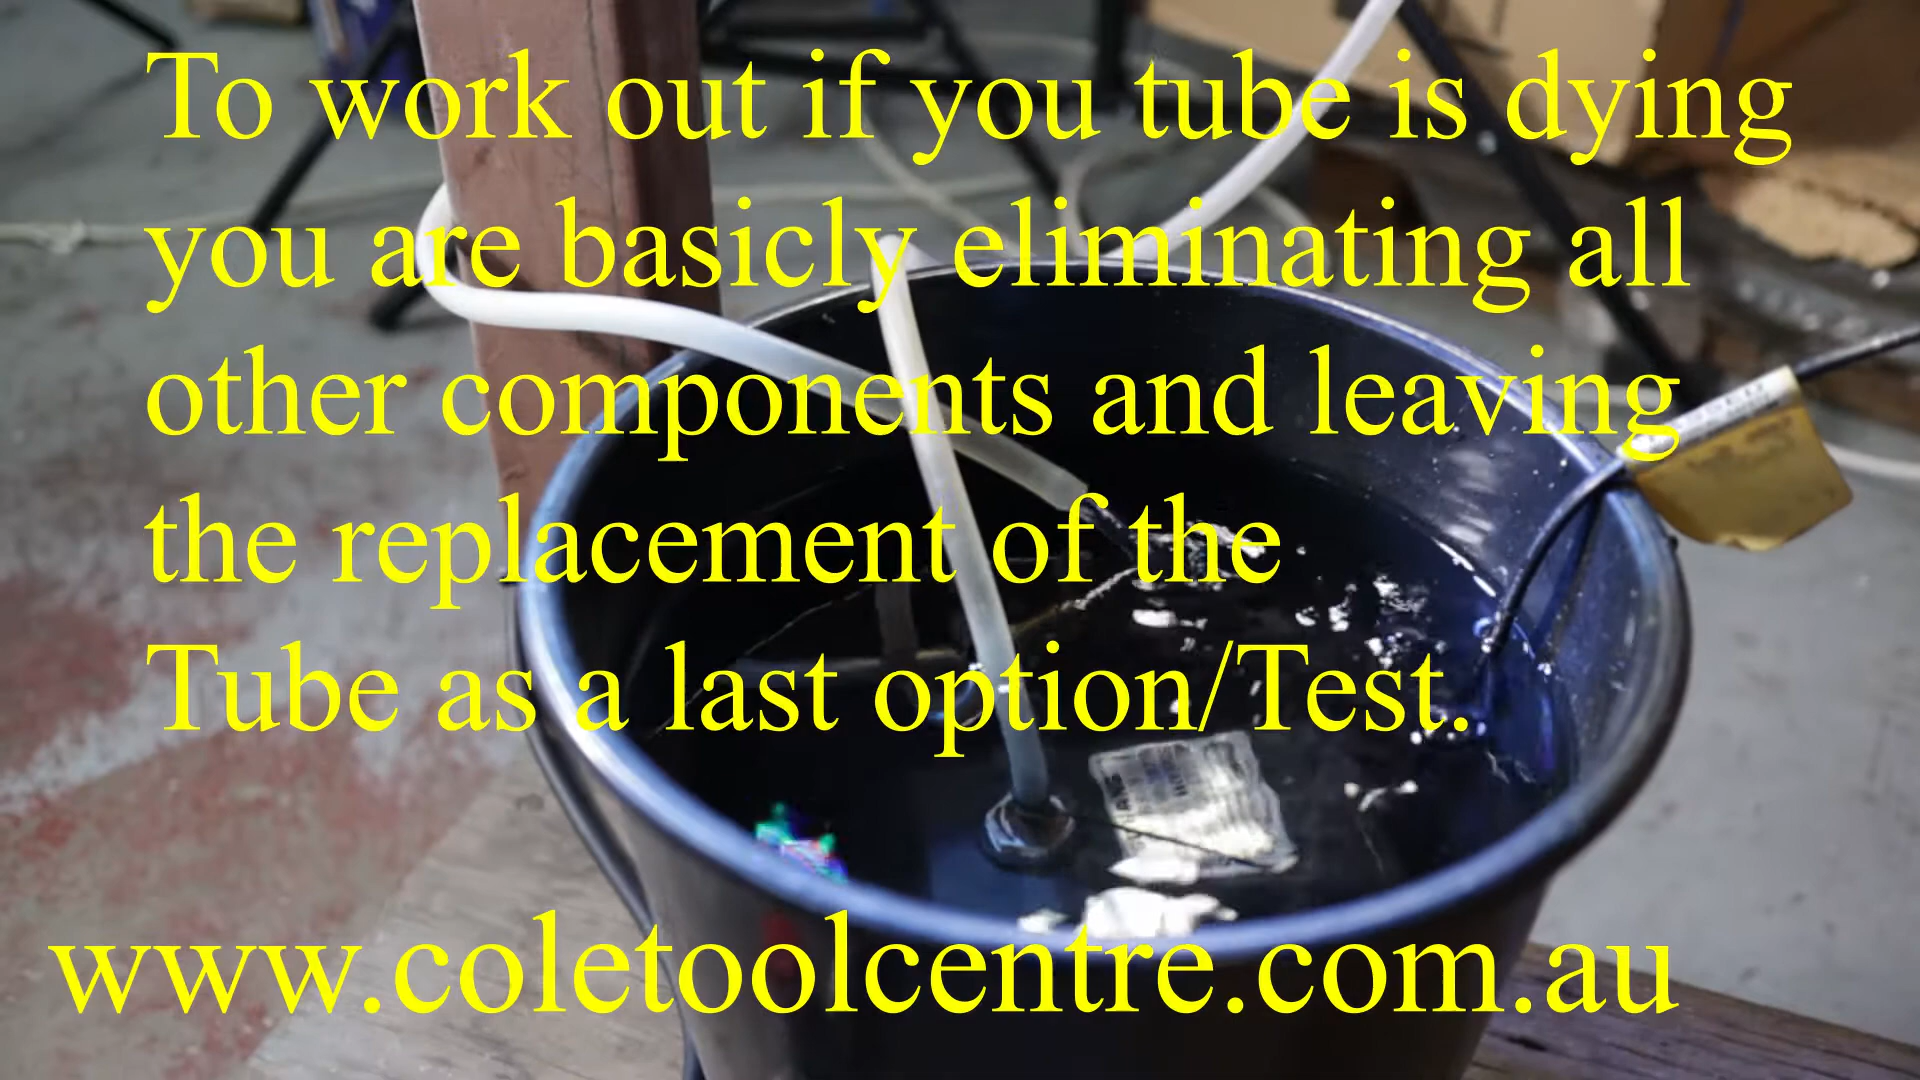 To work out if you tube is dying
you are basicly eliminating all
other components and leaving
the replacement of the
Tube as a last option/Test.
www.coletoolcentre.com.au